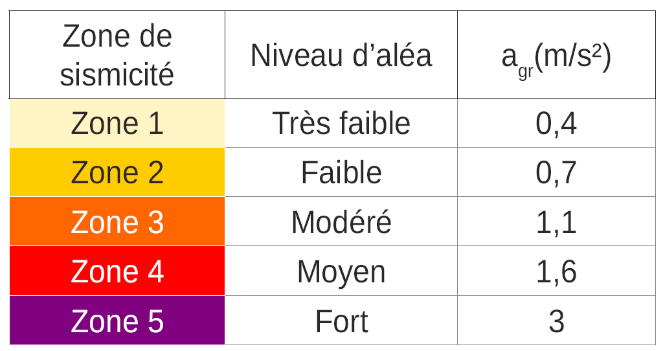 Zone de
sismicité
Niveau d’aléa
agr(m/s²)
Zone 1
Très faible
0,4
Zone 2
Faible
0,7
Zone 3
Modéré
1,1
Zone 4
Moyen
1,6
Zone 5
Fort
3